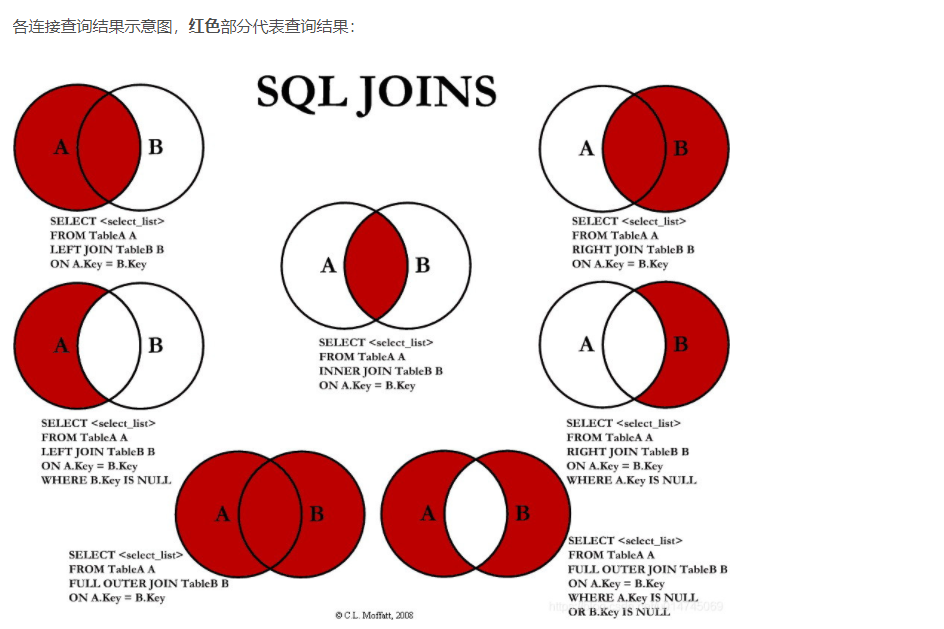 各连接查询结果示意图，红色部分代表查询结果：
SQL JOINS
A B
SELECT <select_list>
FROM TableA A
LEFT JOIN TableB B
ON A.Key = B.Key
A B
SELECT <select_list>
FROM TableA A
RIGHT JOIN TableB B
ON A.Key = B.Key
A B
SELECT <select_list>
FROM TableA A
INNER JOIN TableB B
ON A.Key = B.Key
A B
SELECT <select_list>
FROM TableA A
LEFT JOIN TableB B
ON A.Key = B.Key
WHERE B.Key IS NULL
A B
SELECT <select_list>
FROM TableA A
RIGHT JOIN TableB B
ON A.Key = B.Key
WHERE A.Key IS NULL
A B
SELECT <select_list>
FROM TableA A
FULL OUTER JOIN TableB B
ON A.Key = B.Key
A B
SELECT <select_list>
FROM TableA A
FULL OUTER JOIN TableB B
ON A.Key = B.Key
WHERE A.Key IS NULL
OR B.Key IS NULL
© C.L. Moffatt, 2008